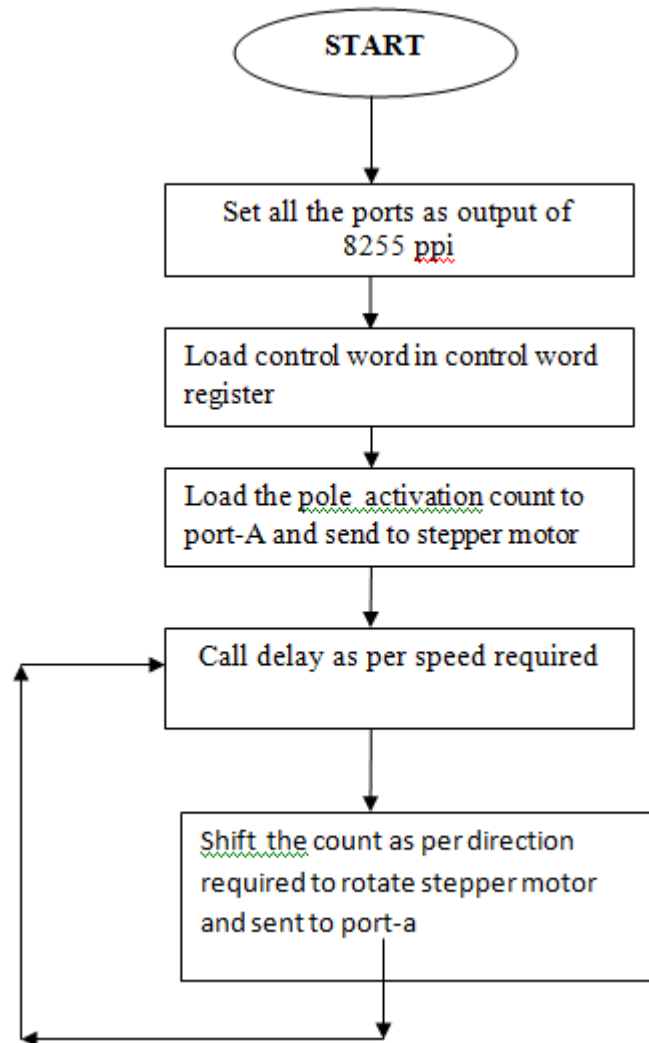 START
Set all the ports as output of
8255 ppi
Load control word in control word
register
Load the pole activation count to
port-A and send to stepper motor
Call delay as per speed required
Shift the count as per direction
required to rotate stepper motor
and sent to port-a